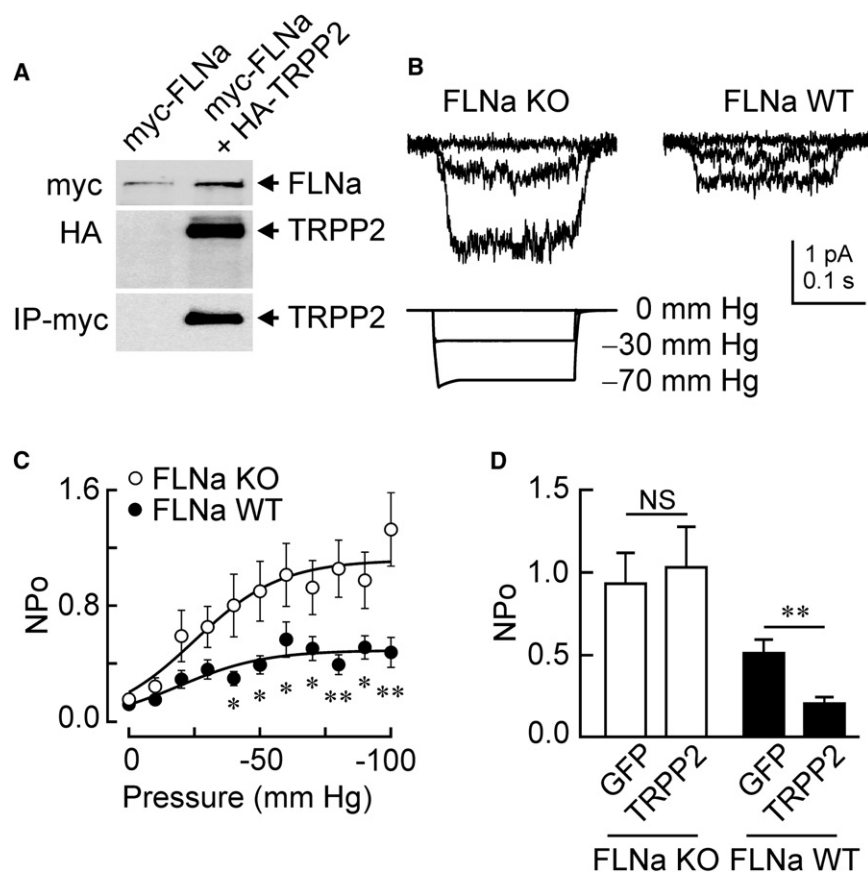 A
myc-FLNa
myc-FLNa
+ HA-TRPP2
myc
FLNa
HA
TRPP2
IP-myc
TRPP2
B
FLNa KO
FLNa WT
1 pA
0.1 s
0 mm Hg
−30 mm Hg
−70 mm Hg
C
FLNa KO
FLNa WT
1.6
0.8
0.0
NPo
* * * * ** * **
0 -50 -100
Pressure (mm Hg)
D
1.5
1.0
0.5
0.0
NPo
NS
**
GFP TRPP2 GFP TRPP2
FLNa KO FLNa WT